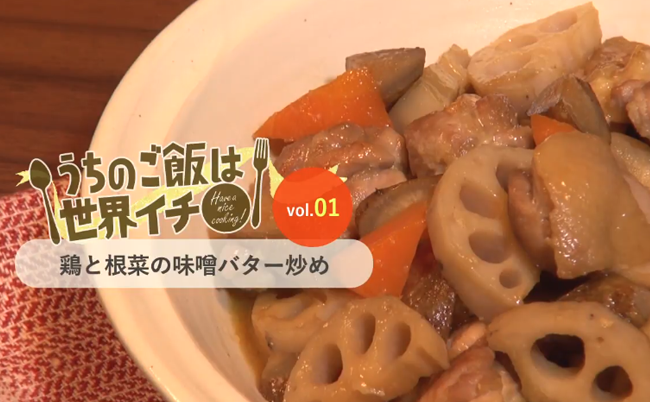 うちのご飯は
世界イチ
Have a
nice
cooking!
vol.01
鶏と根菜の味噌バター炒め